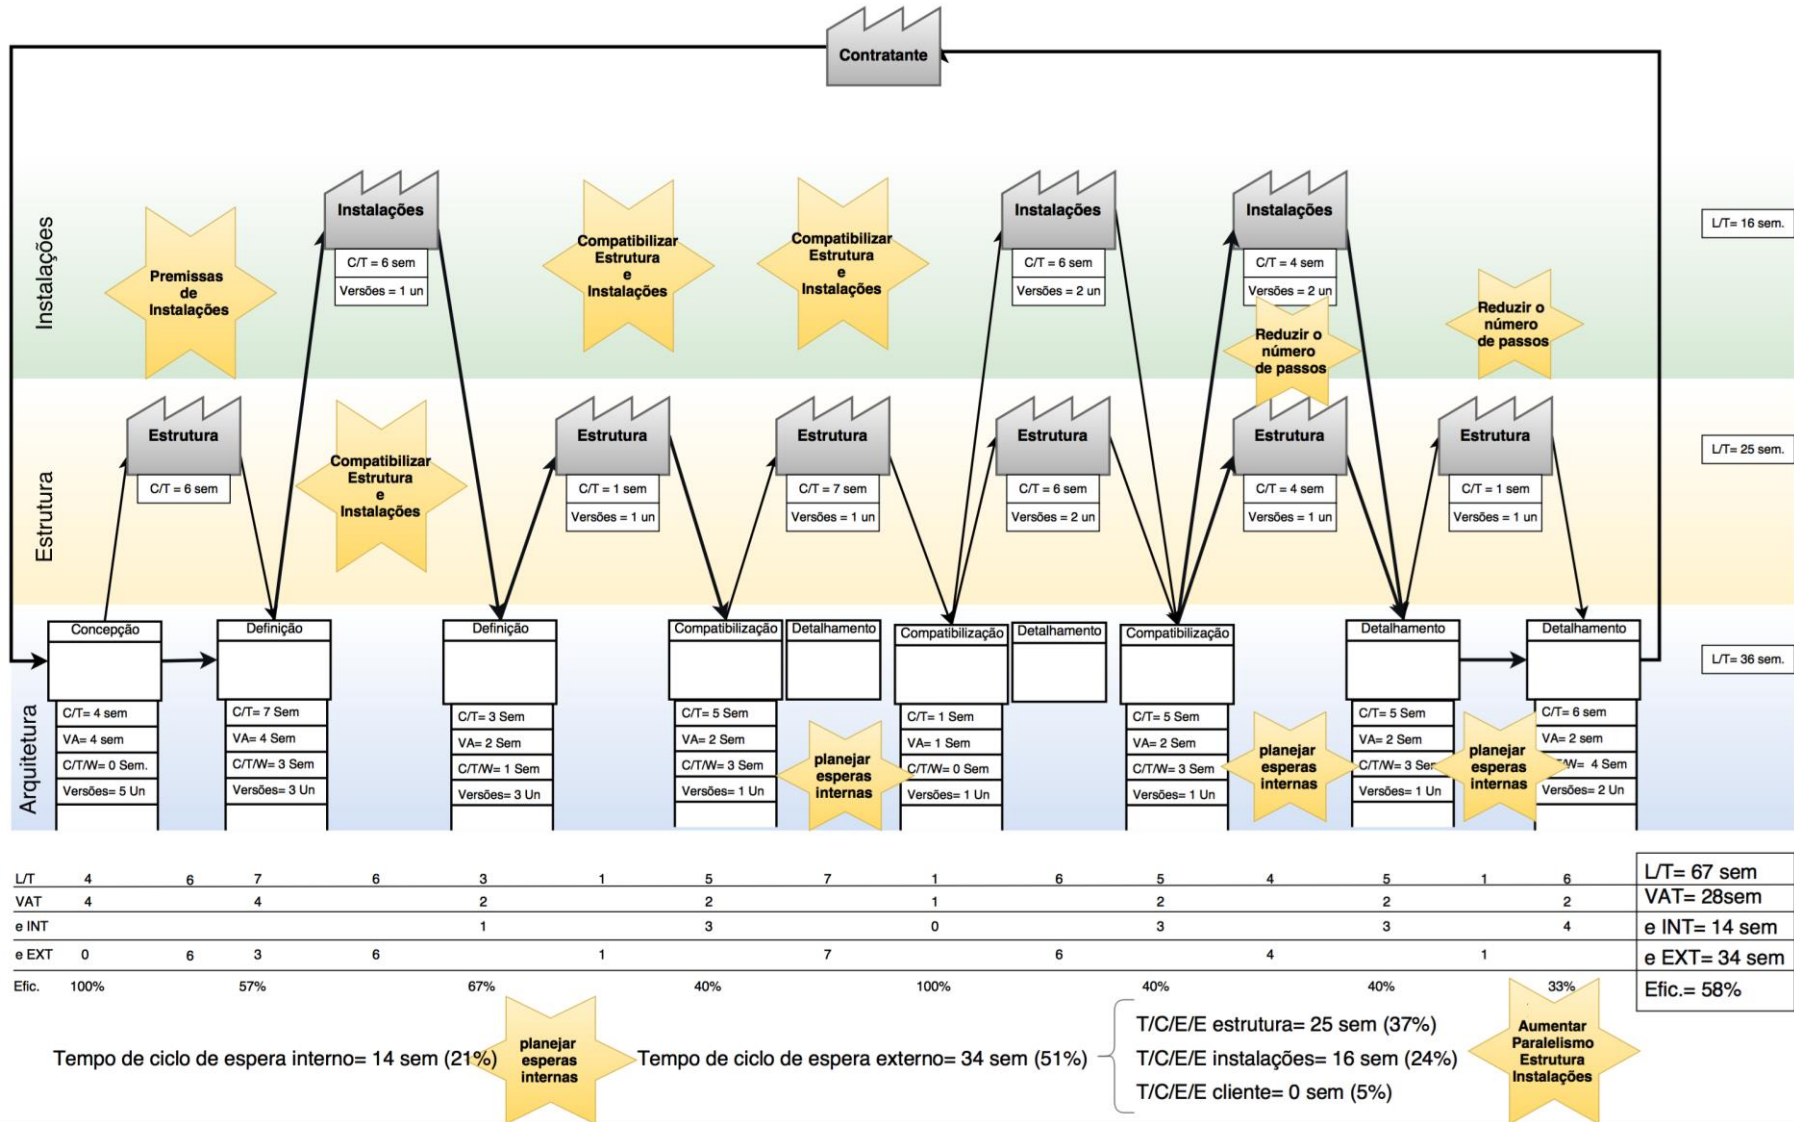 Contratante
Instalações
Premissas
de
Instalações
Instalações
C/T = 6 sem
Versões = 1 un
Compatibilizar
Estrutura
e
Instalações
Compatibilizar
Estrutura
e
Instalações
Instalações
C/T = 6 sem
Versões = 2 un
Instalações
C/T = 4 sem
Versões = 2 un
Reduzir o
número
de passos
Reduzir o
número
de passos
L/T= 16 sem.
Estrutura
Estrutura
C/T = 6 sem
Compatibilizar
Estrutura
e
Instalações
Estrutura
C/T = 1 sem
Versões = 1 un
Estrutura
C/T = 7 sem
Versões = 1 un
Estrutura
C/T = 6 sem
Versões = 2 un
Estrutura
C/T = 4 sem
Versões = 1 un
Estrutura
C/T = 1 sem
Versões = 1 un
L/T= 25 sem.
Arquitetura
Concepção
C/T= 4 sem
VA= 4 sem
C/T/W= 0 Sem.
Versões= 5 Un
Definição
C/T= 7 Sem
VA= 4 Sem
C/T/W= 3 Sem
Versões= 3 Un
Definição
C/T= 3 Sem
VA= 2 Sem
C/T/W= 1 Sem
Versões= 3 Un
Compatibilização
C/T= 5 Sem
VA= 2 Sem
C/T/W= 3 Sem
Versões= 1 Un
Detalhamento
planejar
esperas
internas
Compatibilização
C/T= 1 Sem
VA= 1 Sem
C/T/W= 0 Sem
Versões= 1 Un
Detalhamento
Compatibilização
C/T= 5 Sem
VA= 2 Sem
C/T/W= 3 Sem
Versões= 1 Un
planejar
esperas
internas
Detalhamento
C/T= 5 Sem
VA= 2 Sem
C/T/W= 3 Sem
Versões= 1 Un
planejar
esperas
internas
Detalhamento
C/T= 6 sem
VA= 2 sem
4 Sem
Versões= 2 Un
L/T= 36 sem.
L/T 4 6 7 6 3 1 5 7 1 6 5 4 5 1 6 L/T= 67 sem
VAT 4 4 2 2 1 2 2 2 VAT= 28sem
e INT 1 3 0 3 3 4 e INT= 14 sem
e EXT 0 6 3 6 1 7 6 4 1 e EXT= 34 sem
Efic. 100% 57% 67% 40% 100% 40% 40% 33% Efic.= 58%
Tempo de ciclo de espera interno= 14 sem (21%)
planejar
esperas
internas
Tempo de ciclo de espera externo= 34 sem (51%)
T/C/E/E estrutura= 25 sem (37%)
T/C/E/E instalações= 16 sem (24%)
T/C/E/E cliente= 0 sem (5%)
Aumentar
Paralelismo
Estrutura
Instalações